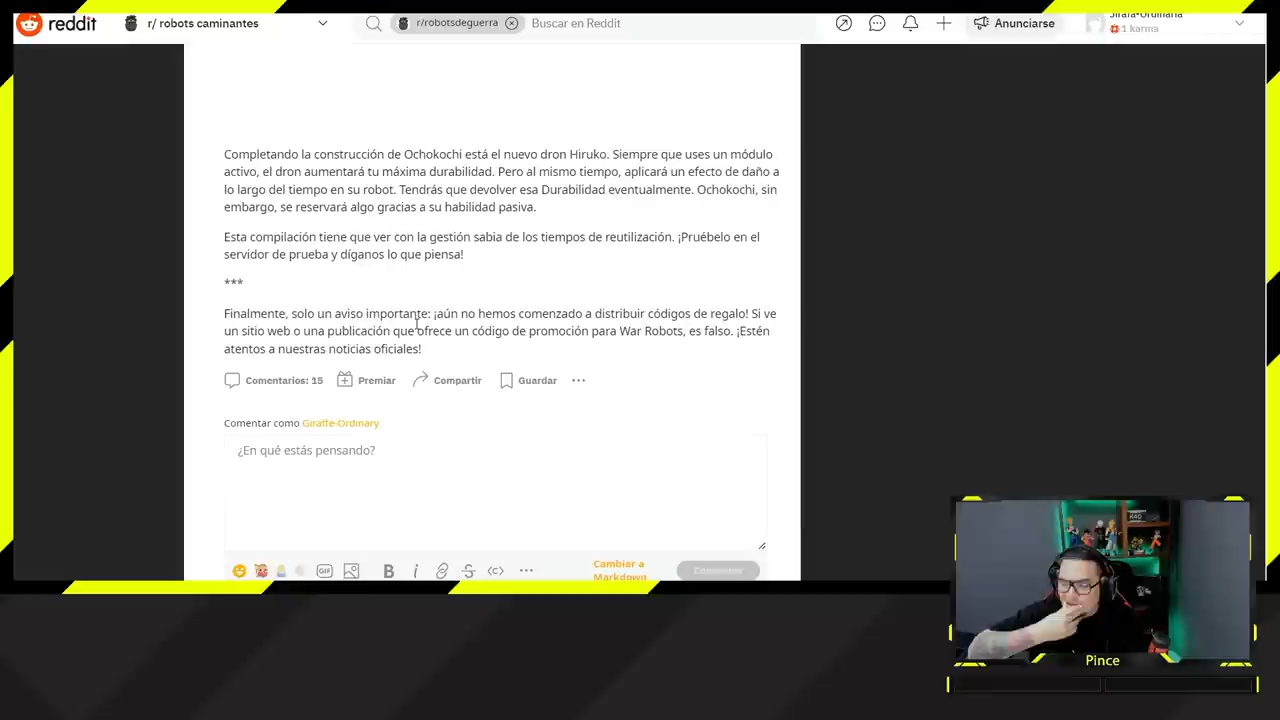 reddit
r/ robots caminantes
r/robotsdeguerra
Buscar en Reddit
Anunciarse
1 karma
Completando la construcción de Ochokochi está el nuevo dron Hiruko. Siempre que uses un módulo
activo, el dron aumentará tu máxima durabilidad. Pero al mismo tiempo, aplicará un efecto de daño a
lo largo del tiempo en su robot. Tendrás que devolver esa Durabilidad eventualmente. Ochokochi, sin
embargo, se reservará algo gracias a su habilidad pasiva.
Esta compilación tiene que ver con la gestión sabia de los tiempos de reutilización. ¡Pruébelo en el
servidor de prueba y díganos lo que piensa!
***
Finalmente, solo un aviso importante: ¡aún no hemos comenzado a distribuir códigos de regalo! Si ve
un sitio web o una publicación que ofrece un código de promoción para War Robots, es falso. ¡Estén
atentos a nuestras noticias oficiales!
Comentarios: 15
Premiar
Compartir
Guardar
Comentar como Giraffe-Ordinary
¿En qué estás pensando?
GIF
B
i
Cambiar a
Markdown
Comentar
Pince